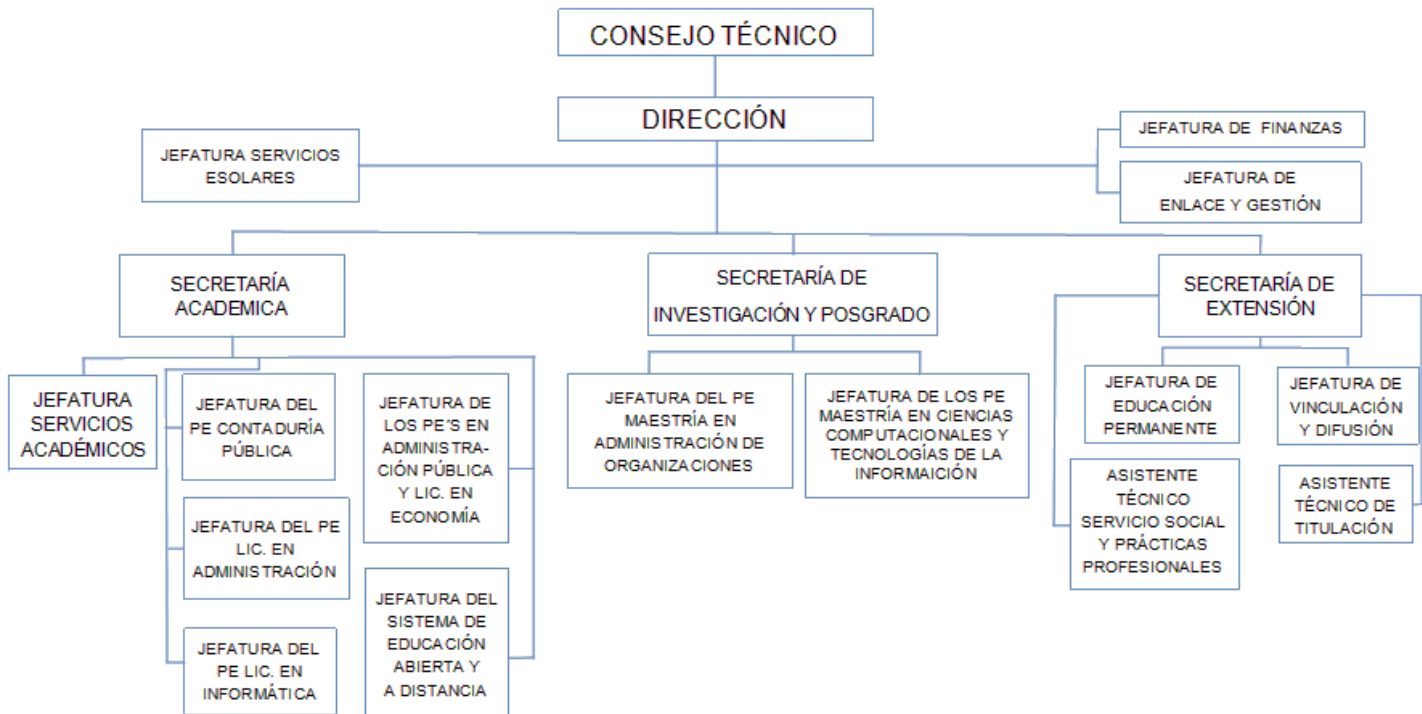 CONSEJO TÉCNICO
DIRECCIÓN
JEFATURA SERVICIOS
ESOLARES
JEFATURA DE FINANZAS
JEFATURA DE
ENLACE Y GESTIÓN
SECRETARÍA
ACADEMICA
SECRETARÍA DE
INVESTIGACIÓN Y POSGRADO
SECRETARÍA DE
EXTENSIÓN
JEFATURA
SERVICIOS
ACADÉMICOS
JEFATURA DEL
PE CONTADURÍA
PÚBLICA
JEFATURA DE
LOS PE'S EN
ADMINISTRA-
CIÓN PÚBLICA
Y LIC. EN
ECONOMÍA
JEFATURA DEL PE
MAESTRÍA EN
ADMINISTRACIÓN DE
ORGANIZACIONES
JEFATURA DE LOS PE
MAESTRÍA EN CIENCIAS
COMPUTACIONALES Y
TECNOLOGÍAS DE LA
INFORMAICIÓN
JEFATURA DE
EDUCACIÓN
PERMANENTE
JEFATURA DE
VINCULACIÓN
Y DIFUSIÓN
JEFATURA DEL PE
LIC. EN
ADMINISTRACIÓN
ASISTENTE
TÉCNICO
SERVICIO SOCIAL
Y PRÁCTICAS
PROFESIONALES
ASISTENTE
TÉCNICO DE
TITULACIÓN
JEFATURA DEL
SISTEMA DE
EDUCACIÓN
ABIERTA Y
A DISTANCIA
JEFATURA DEL
PE LIC. EN
INFORMÁTICA